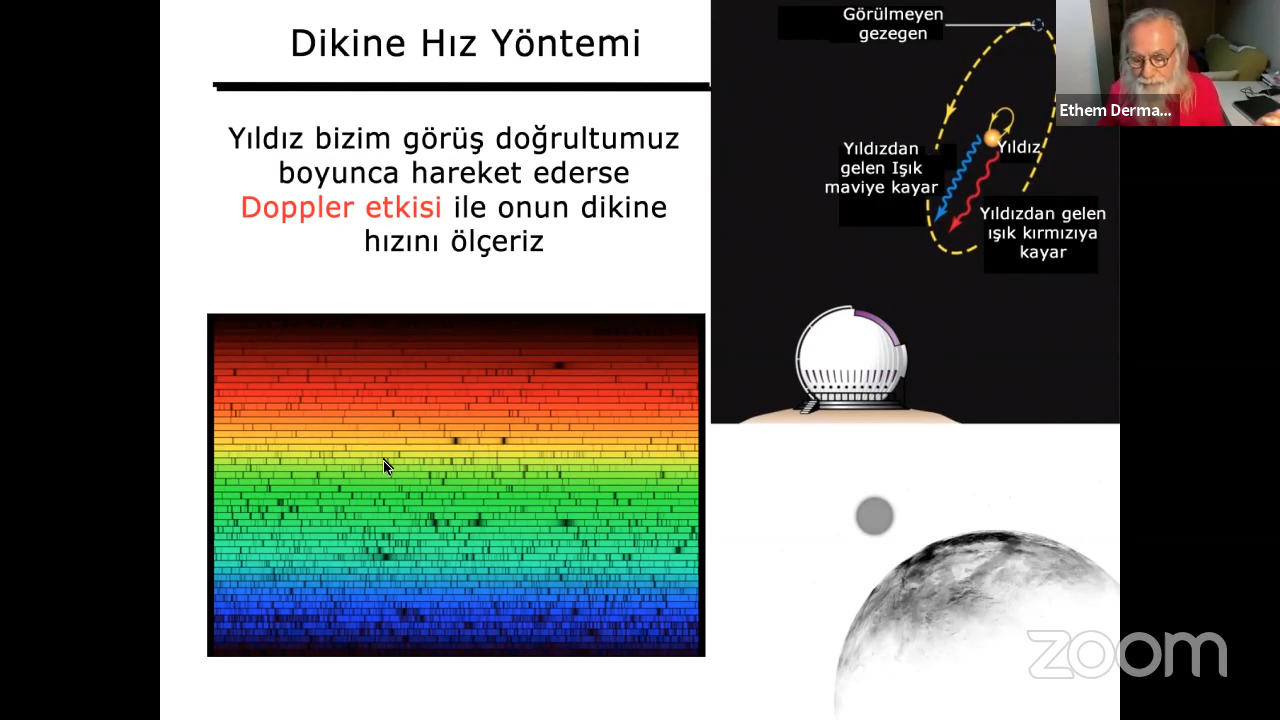 Dikine Hız Yöntemi
Yıldız bizim görüş doğrultumuz
boyunca hareket ederse
Doppler etkisi ile onun dikine
hızını ölçeriz
Görülmeyen
gezegen
Yıldızdan
gelen Işık
maviye kayar
Yıldız
Yıldızdan gelen
ışık kırmızıya
kayar
Ethem Derma...
zoom